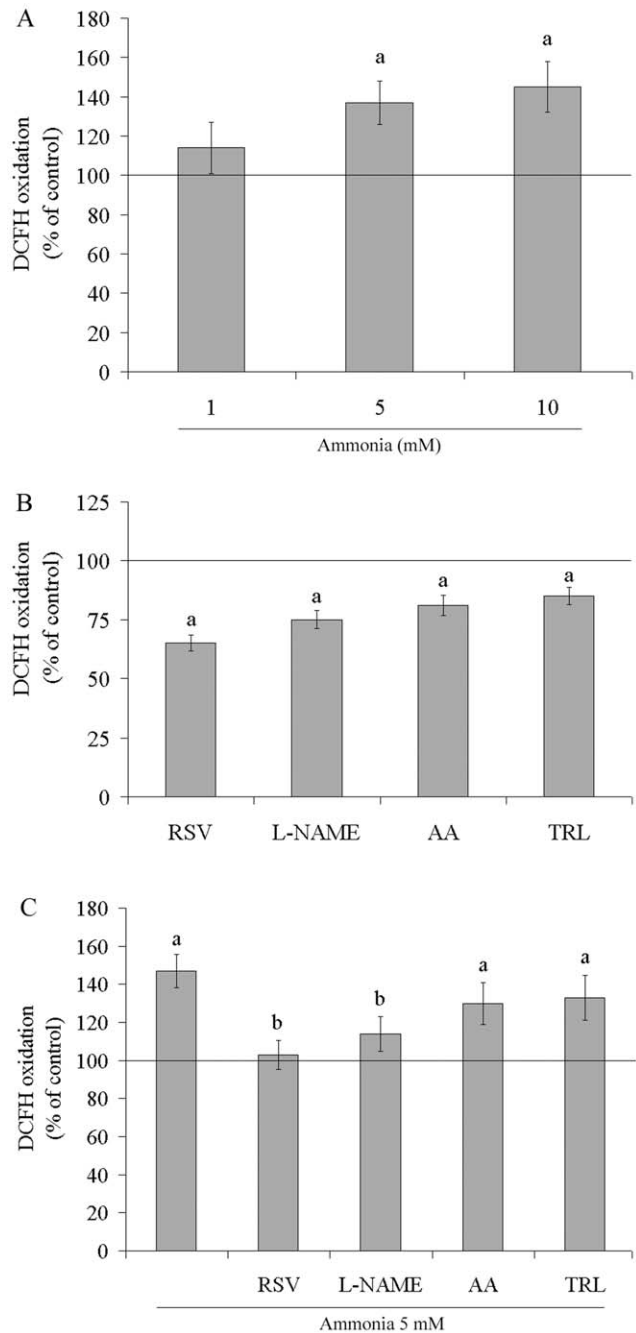 A
DCFH oxidation
(% of control)
180
160
140
120
100
80
60
40
20
0
a
a
1 5 10
Ammonia (mM)
B
DCFH oxidation
(% of control)
125
100
75
50
25
0
a
a
a
a
RSV L-NAME AA TRL
C
DCFH oxidation
(% of control)
180
160
140
120
100
80
60
40
20
0
a
b
b
a
a
RSV L-NAME AA TRL
Ammonia 5 mM